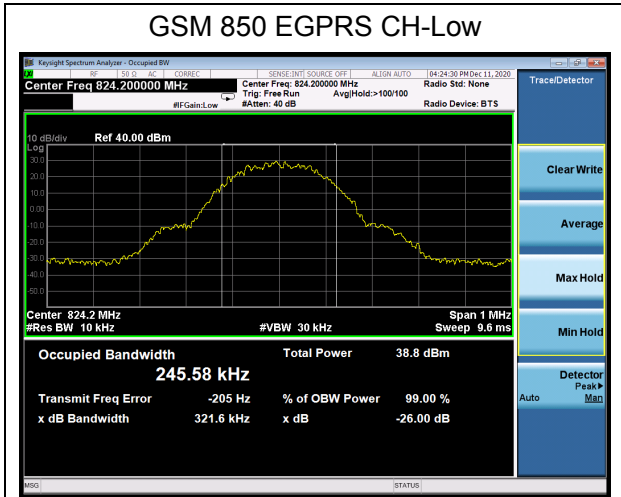 GSM 850 EGPRS CH-Low
Keysight Spectrum Analyzer - Occupied BW
RF 50 Ω AC CORREC SENSE:INT SOURCE OFF ALIGN AUTO 04:24:30 PM Dec 11, 2020
Center Freq 824.200000 MHz
Center Freq: 824.200000 MHz Radio Std: None
Trig: Free Run Avg|Hold:>100/100
#IFGain:Low #Atten: 40 dB Radio Device: BTS
Trace/Detector
10 dB/div Ref 40.00 dBm
Log
30.0
20.0
10.0
0.00
-10.0
-20.0
-30.0
-40.0
-50.0
Center 824.2 MHz Span 1 MHz
#Res BW 10 kHz #VBW 30 kHz Sweep 9.6 ms
Occupied Bandwidth Total Power 38.8 dBm
245.58 kHz
Transmit Freq Error -205 Hz % of OBW Power 99.00 %
x dB Bandwidth 321.6 kHz x dB -26.00 dB
Clear Write
Average
Max Hold
Min Hold
Detector
Peak▶
Auto Man
MSG STATUS